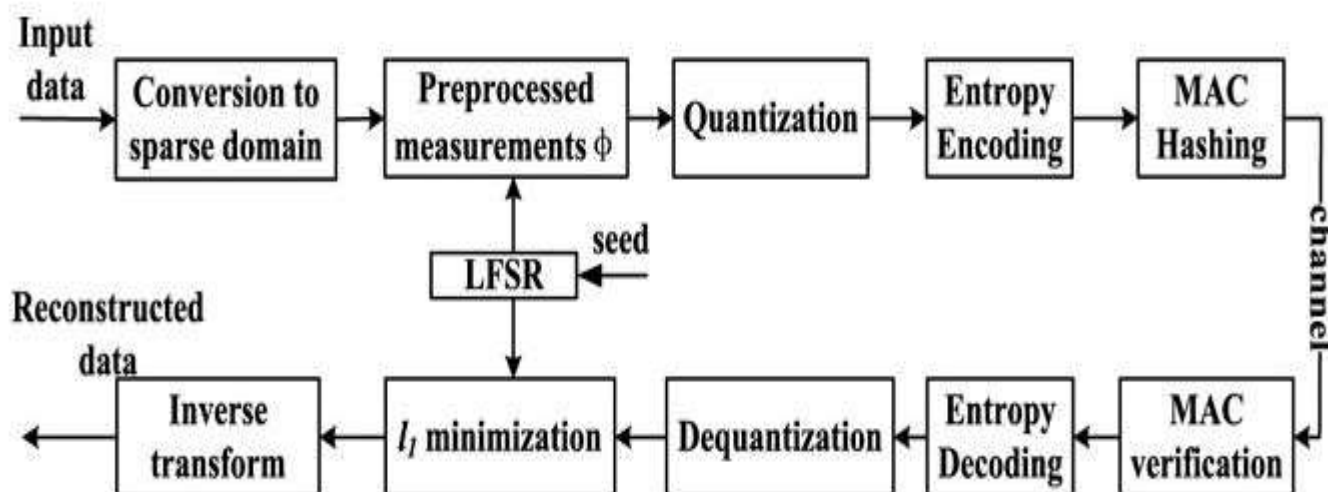 Input
data
Conversion to
sparse domain
Preprocessed
measurements ϕ
Quantization
Entropy
Encoding
MAC
Hashing
channel
seed
LFSR
Reconstructed
data
Inverse
transform
l1 minimization
Dequantization
Entropy
Decoding
MAC
verification